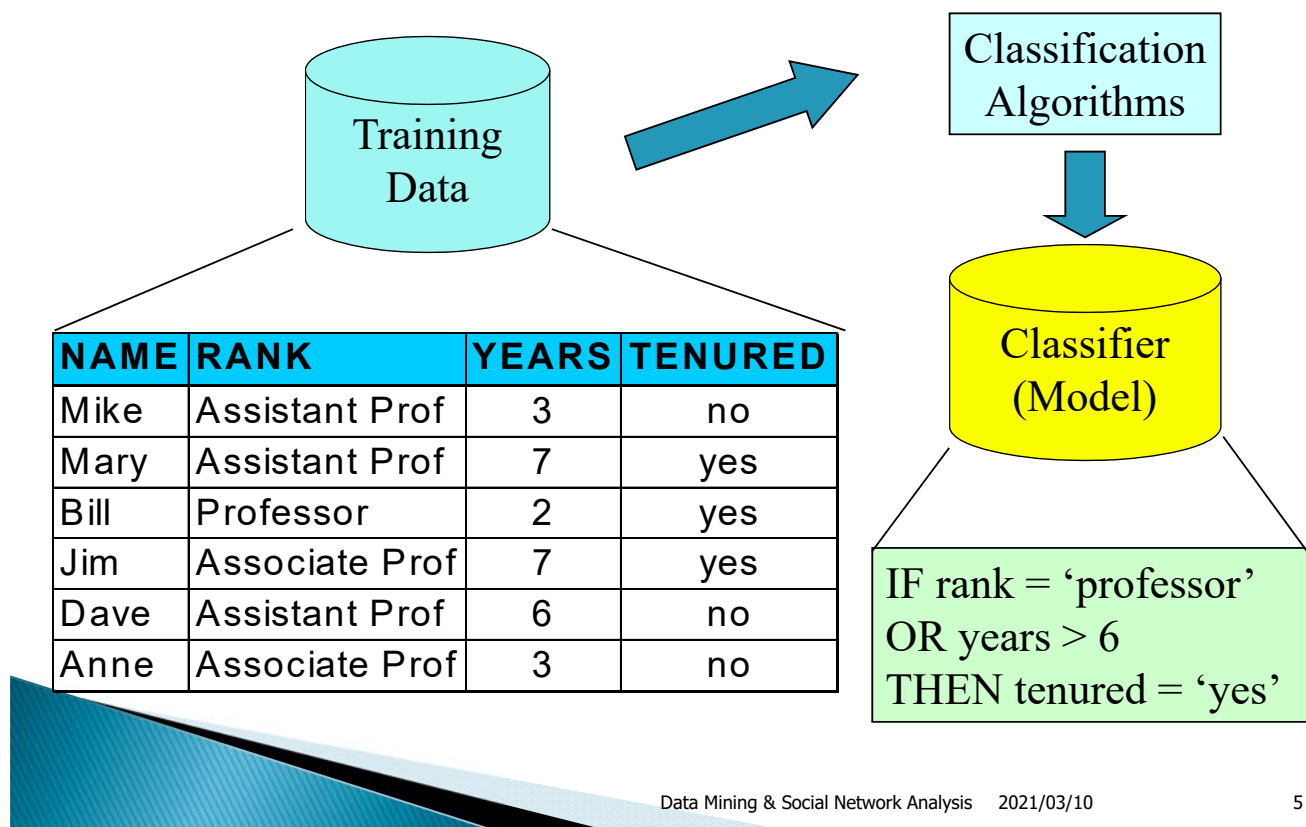 Training
Data
Classification
Algorithms
Classifier
(Model)
NAME RANK YEARS TENURED
Mike Assistant Prof 3 no
Mary Assistant Prof 7 yes
Bill Professor 2 yes
Jim Associate Prof 7 yes
Dave Assistant Prof 6 no
Anne Associate Prof 3 no
IF rank = ‘professor’
OR years > 6
THEN tenured = ‘yes’
Data Mining & Social Network Analysis 2021/03/10 5